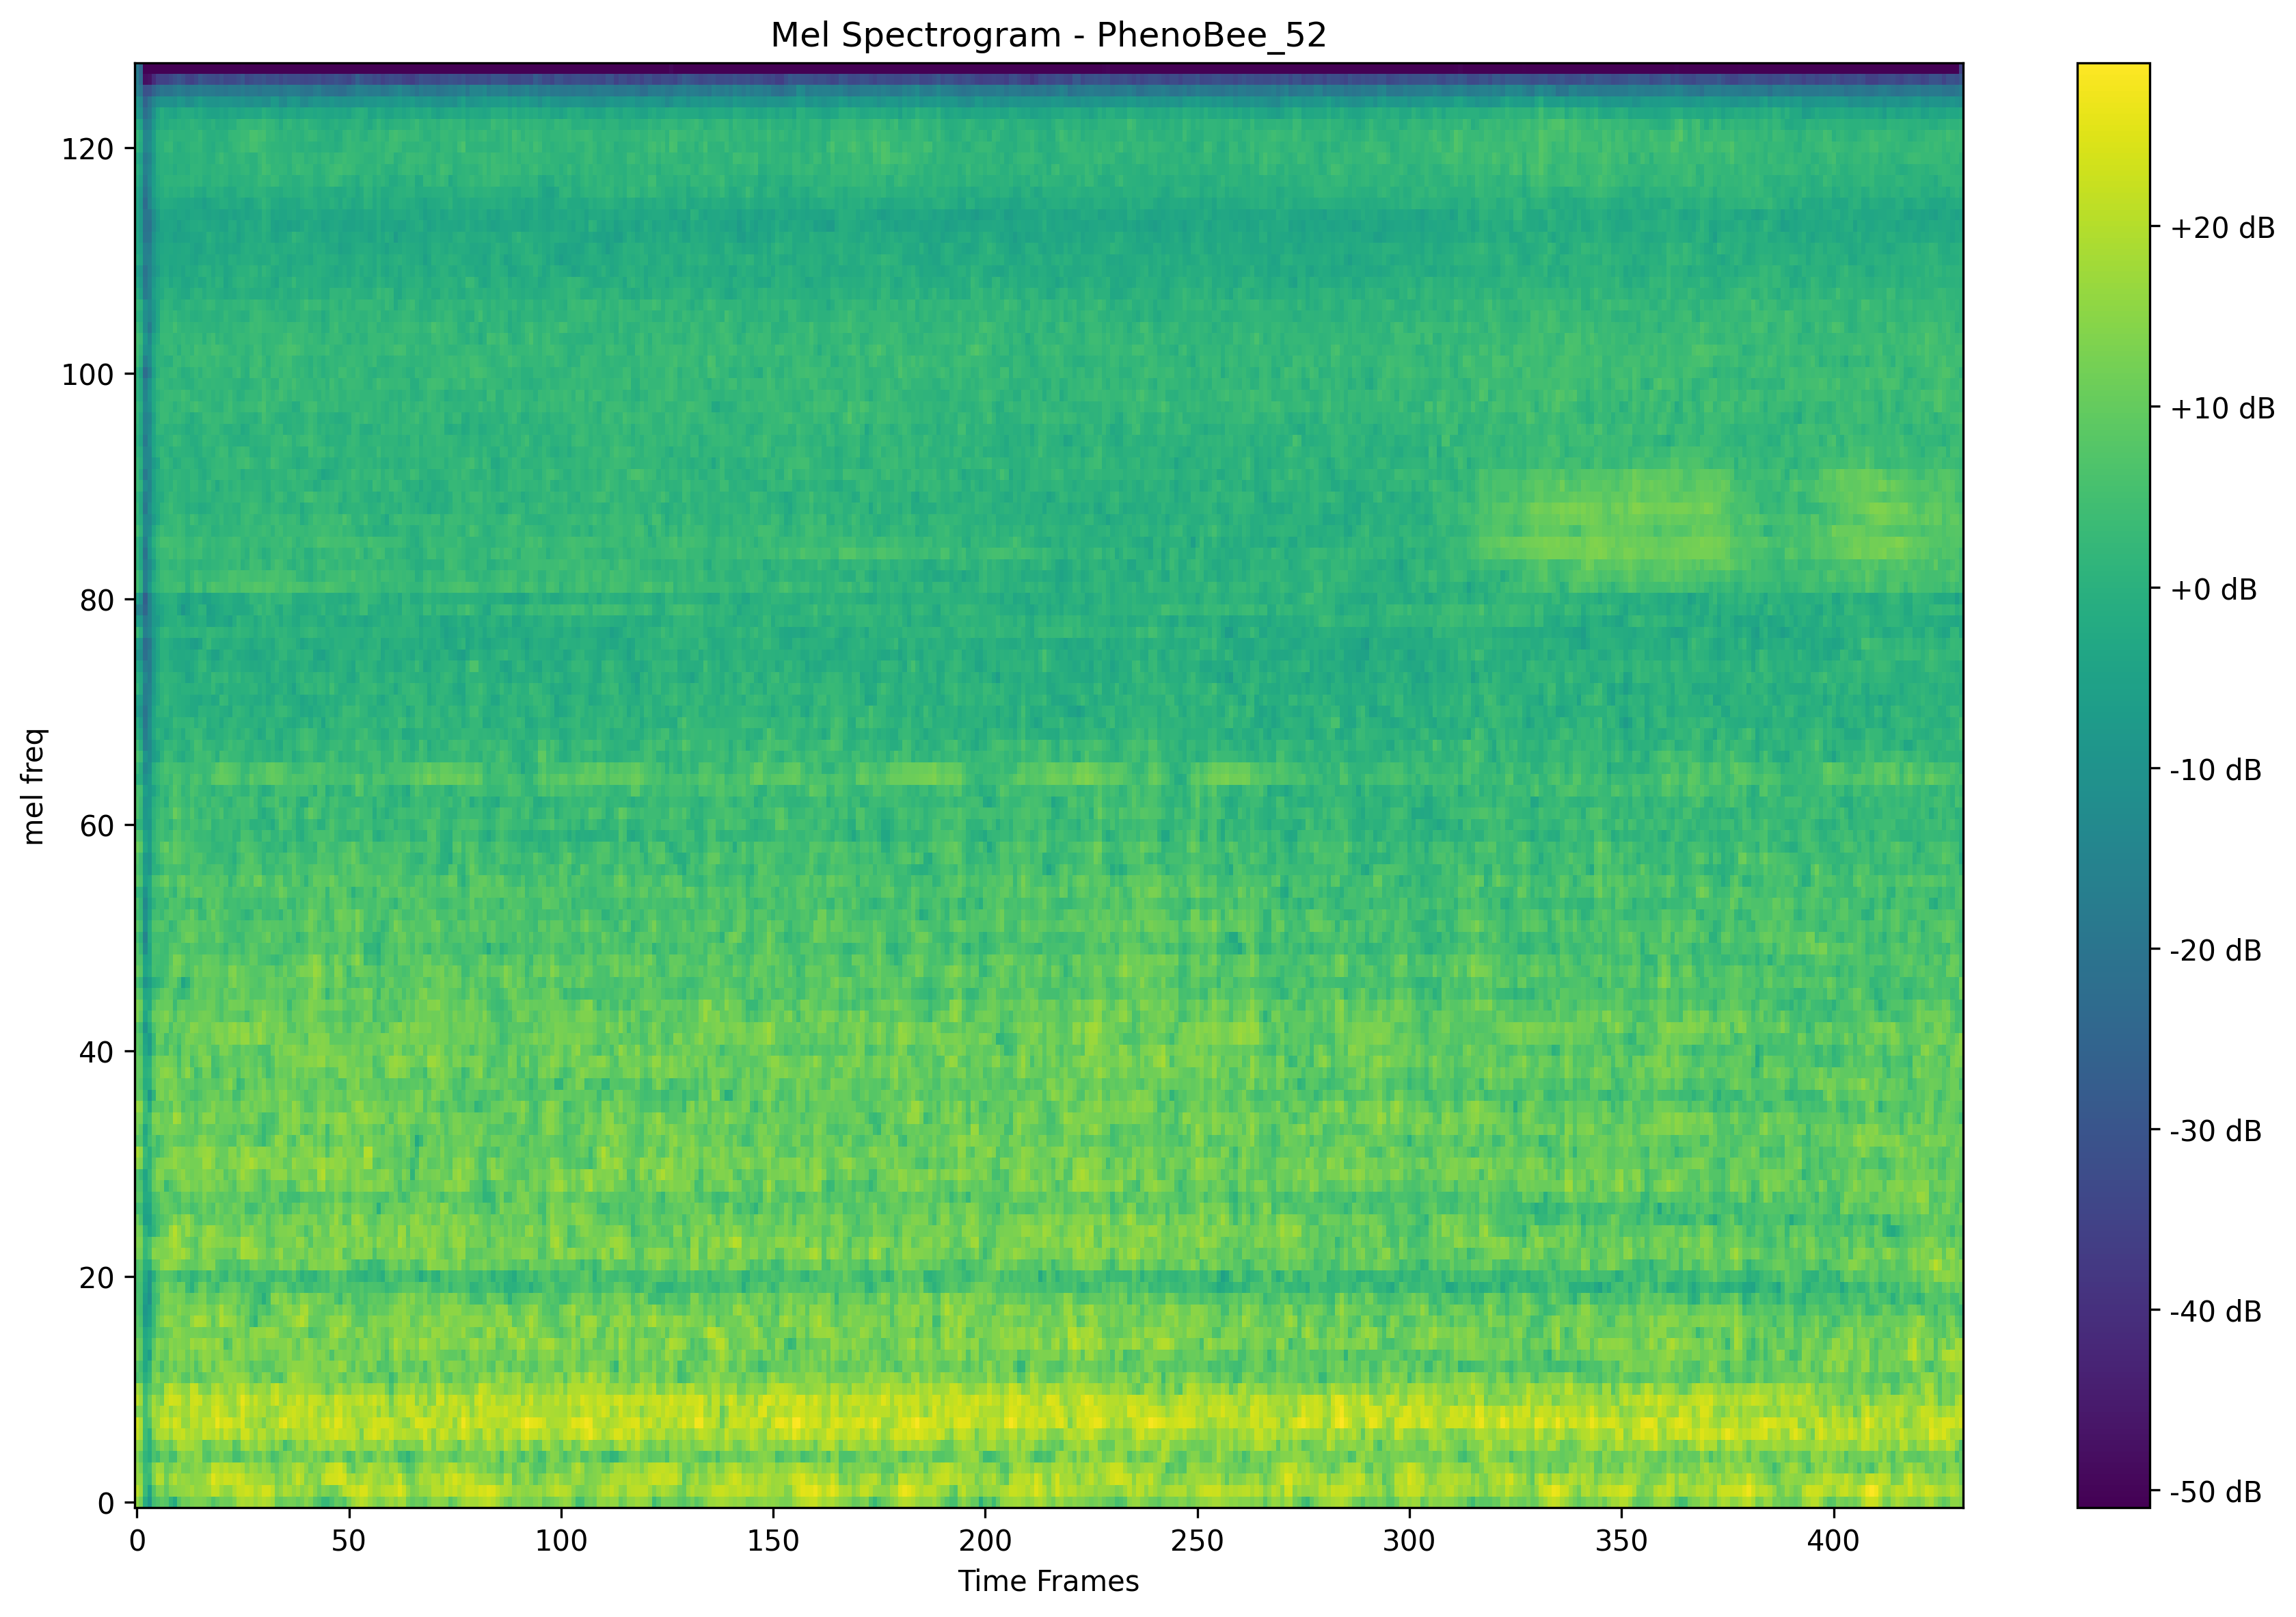 Mel Spectrogram - PhenoBee_52
mel freq
120
100
80
60
40
20
0
0 50 100 150 200 250 300 350 400
Time Frames
+20 dB
+10 dB
+0 dB
-10 dB
-20 dB
-30 dB
-40 dB
-50 dB